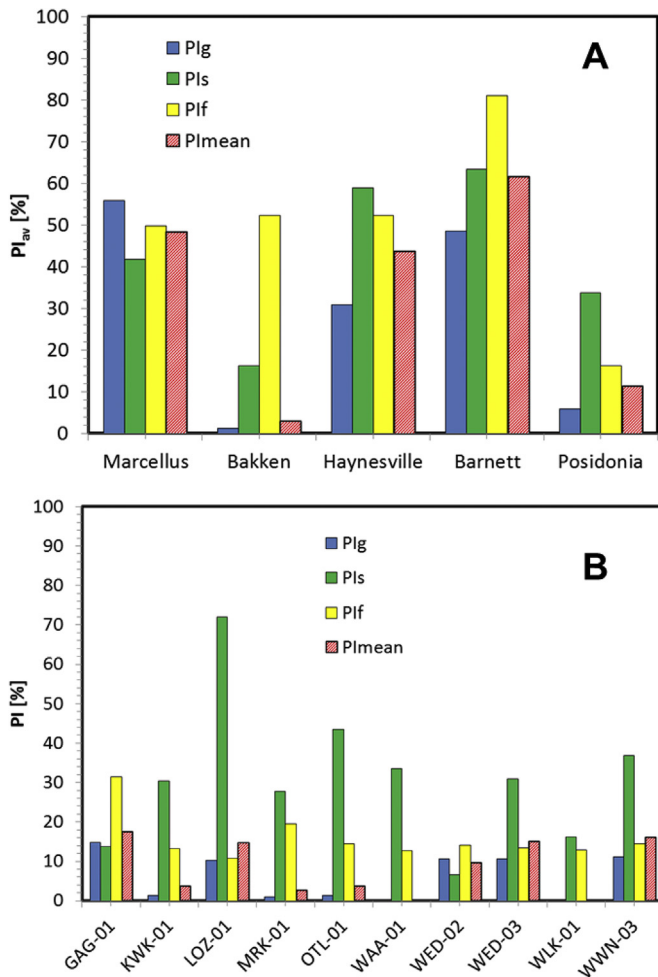 A
PIg
PIs
PIf
PImean
PIav [%]
100
90
80
70
60
50
40
30
20
10
0
Marcellus Bakken Haynesville Barnett Posidonia
B
PIg
PIs
PIf
PImean
PI [%]
100
90
80
70
60
50
40
30
20
10
0
GAG-01 KWK-01 LOZ-01 MRK-01 OTL-01 WAA-01 WED-02 WED-03 WLK-01 WWN-03